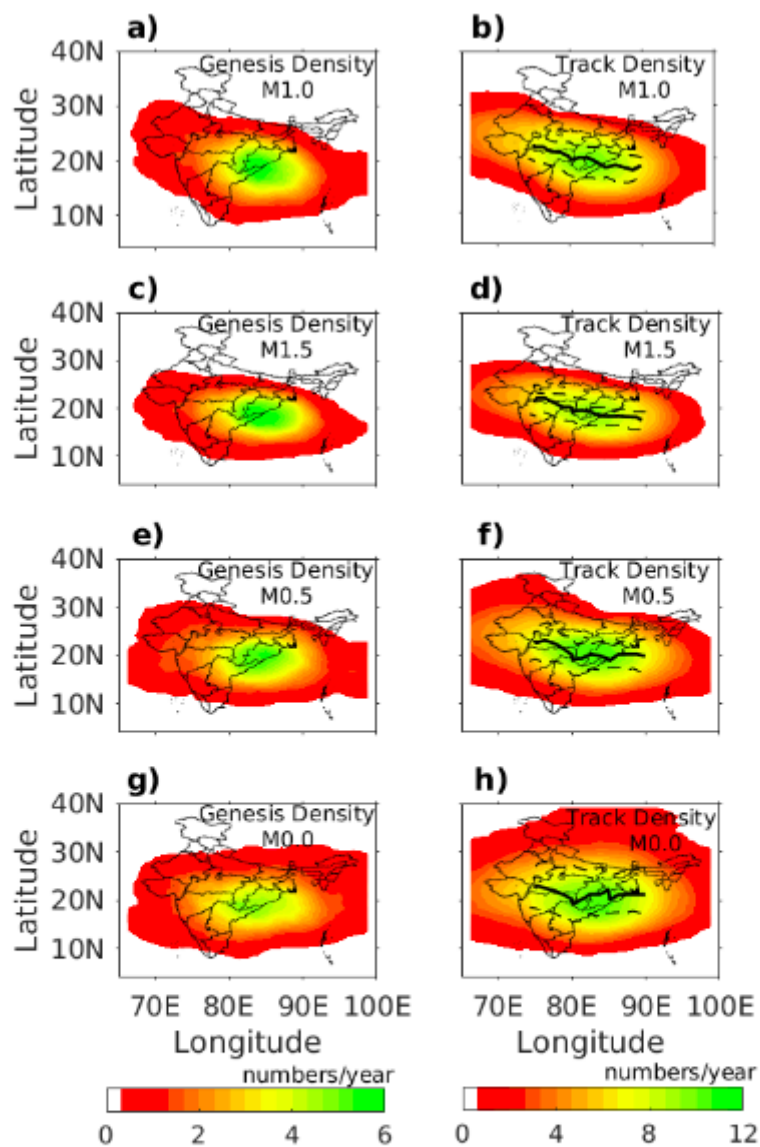 a)
b)
40N
30N
20N
10N
Latitude
Genesis Density
M1.0
Track Density
M1.0
c)
d)
40N
30N
20N
10N
Latitude
Genesis Density
M1.5
Track Density
M1.5
e)
f)
40N
30N
20N
10N
Latitude
Genesis Density
M0.5
Track Density
M0.5
g)
h)
40N
30N
20N
10N
Latitude
Genesis Density
M0.0
Track Density
M0.0
70E 80E 90E 100E
70E 80E 90E 100E
Longitude
Longitude
numbers/year
numbers/year
0 2 4 6
0 4 8 12